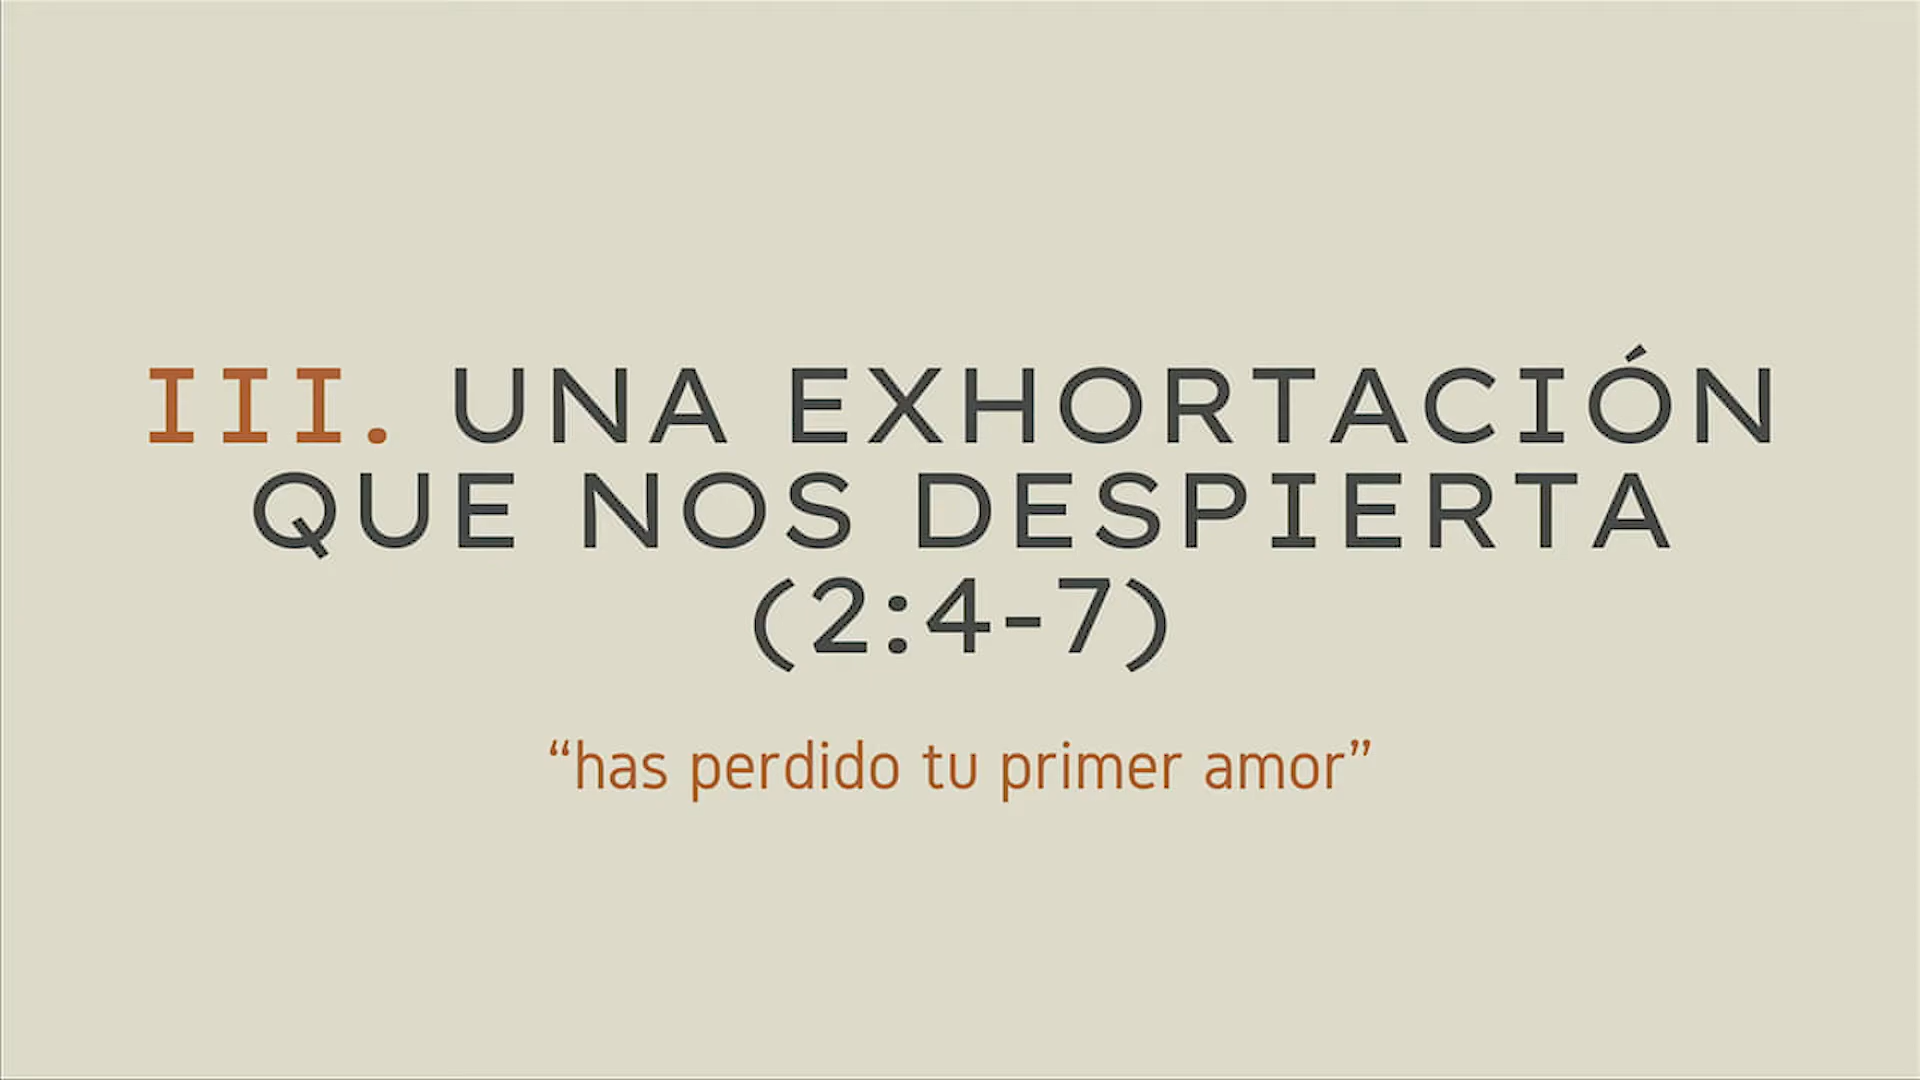 III. UNA EXHORTACIÓN
QUE NOS DESPIERTA
(2:4-7)
“has perdido tu primer amor”